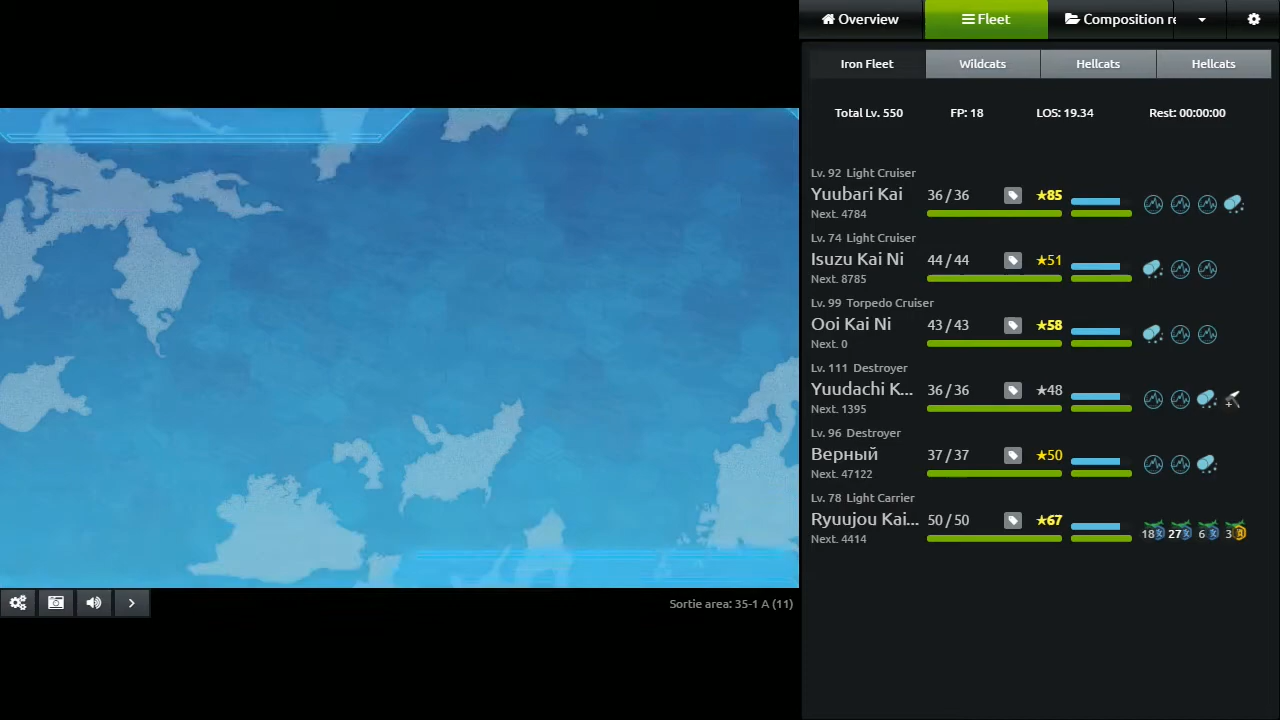 Overview Fleet Composition re
Iron Fleet Wildcats Hellcats Hellcats
Total Lv. 550 FP: 18 LOS: 19.34 Rest: 00:00:00
Lv. 92 Light Cruiser
Yuubari Kai 36 / 36 ★85
Next. 4784
Lv. 74 Light Cruiser
Isuzu Kai Ni 44 / 44 ★51
Next. 8785
Lv. 99 Torpedo Cruiser
Ooi Kai Ni 43 / 43 ★58
Next. 0
Lv. 111 Destroyer
Yuudachi K... 36 / 36 ★48
Next. 1395
Lv. 96 Destroyer
Верный 37 / 37 ★50
Next. 47122
Lv. 78 Light Carrier
Ryuujou Kai... 50 / 50 ★67 18 27 6 3
Next. 4414
Sortie area: 35-1 A (11)